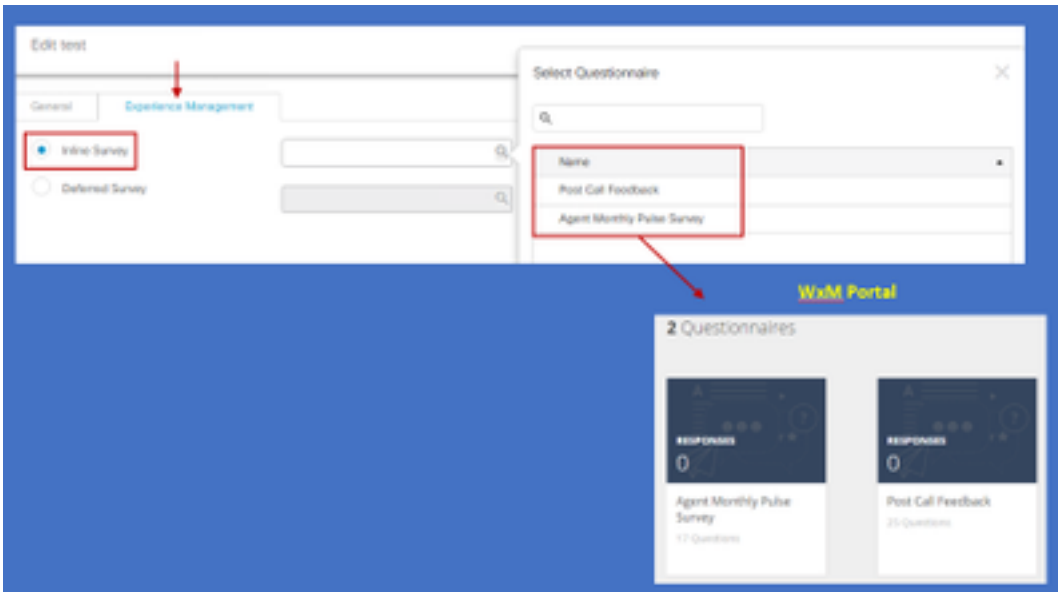 Edit test
General
Experience Management
Inline Survey
Deferred Survey
Select Questionnaire
Name
Post Call Feedback
Agent Monthly Pulse Survey
WxM Portal
2 Questionnaires
RESPONSES
0
Agent Monthly Pulse
Survey
17 Questions
RESPONSES
0
Post Call Feedback
25 Questions